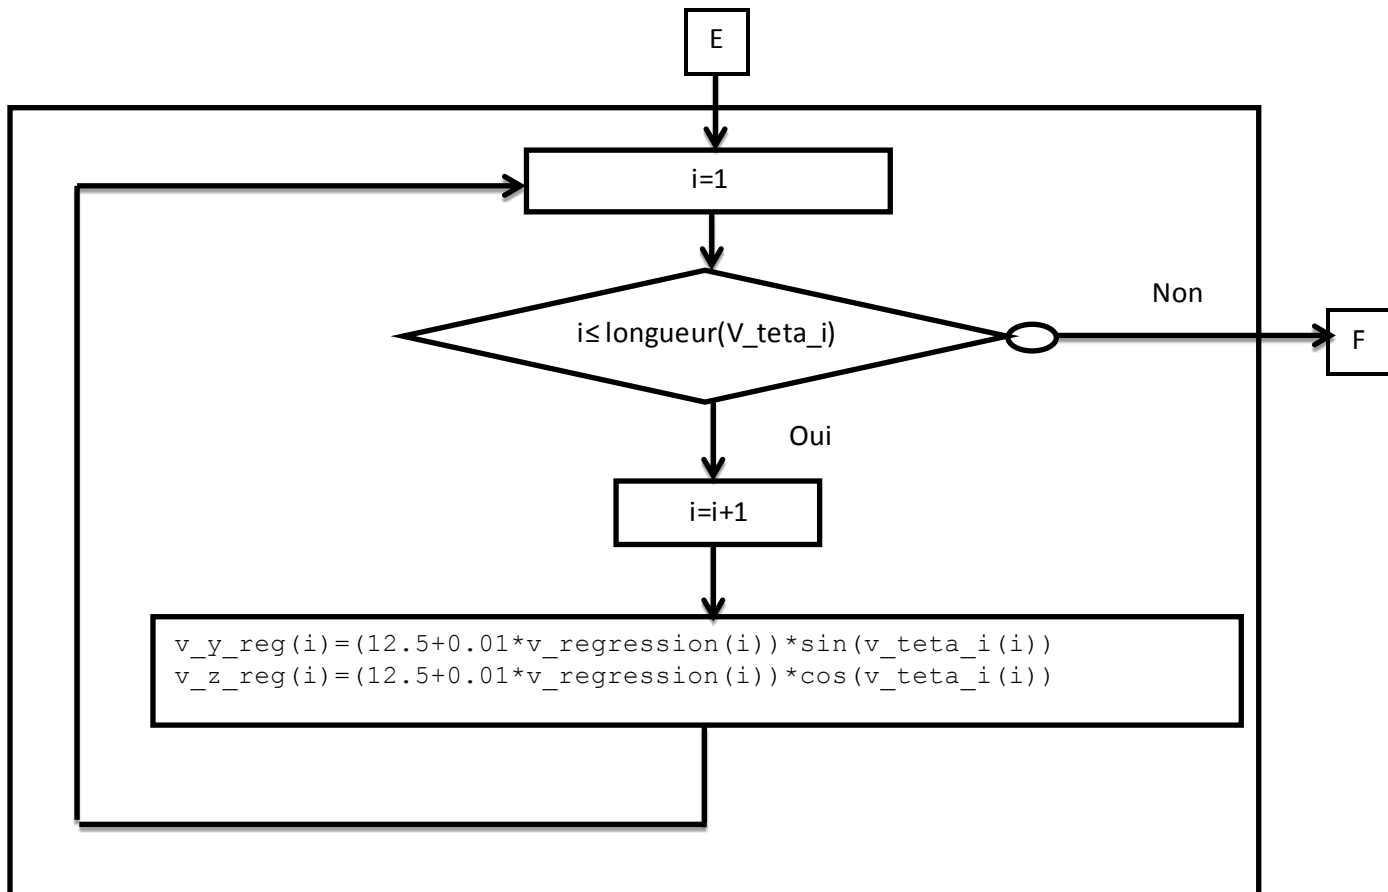 E
i=1
i≤longueur(V_teta_i)
Non
F
Oui
i=i+1
v_y_reg(i)=(12.5+0.01*v_regression(i))*sin(v_teta_i(i))
v_z_reg(i)=(12.5+0.01*v_regression(i))*cos(v_teta_i(i))